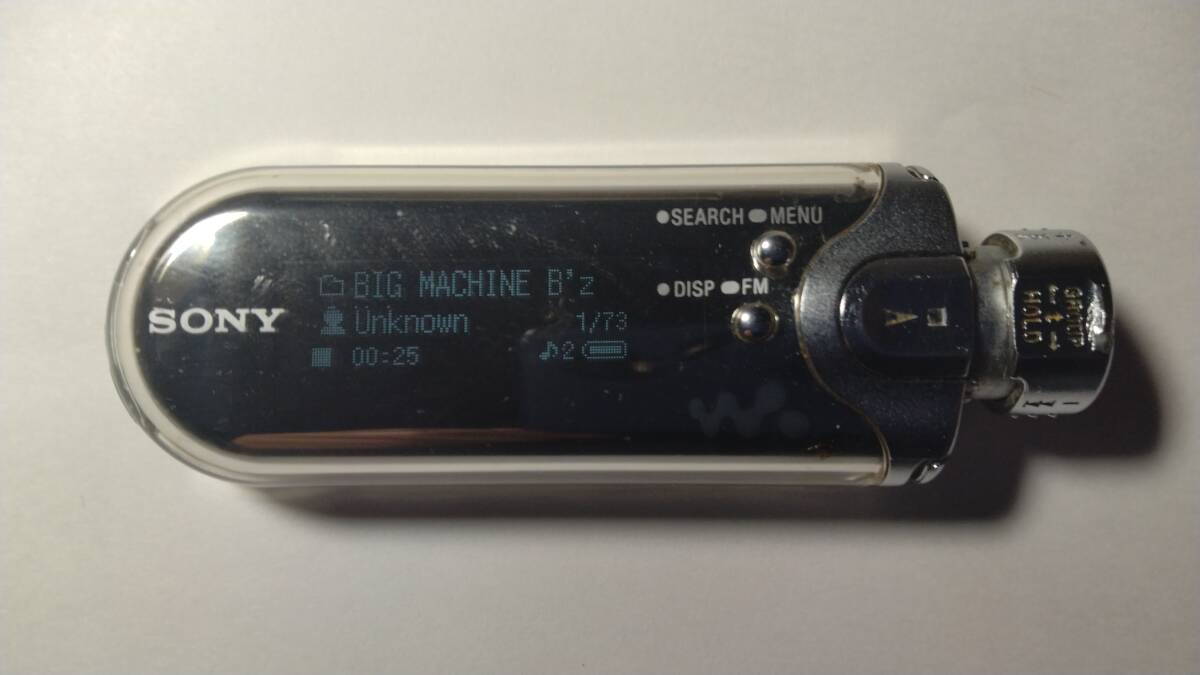 SEARCH MENU
BIG MACHINE B'z
DISP FM
SONY
Unknown 1/73
00:25 2
GROUP
HOLD